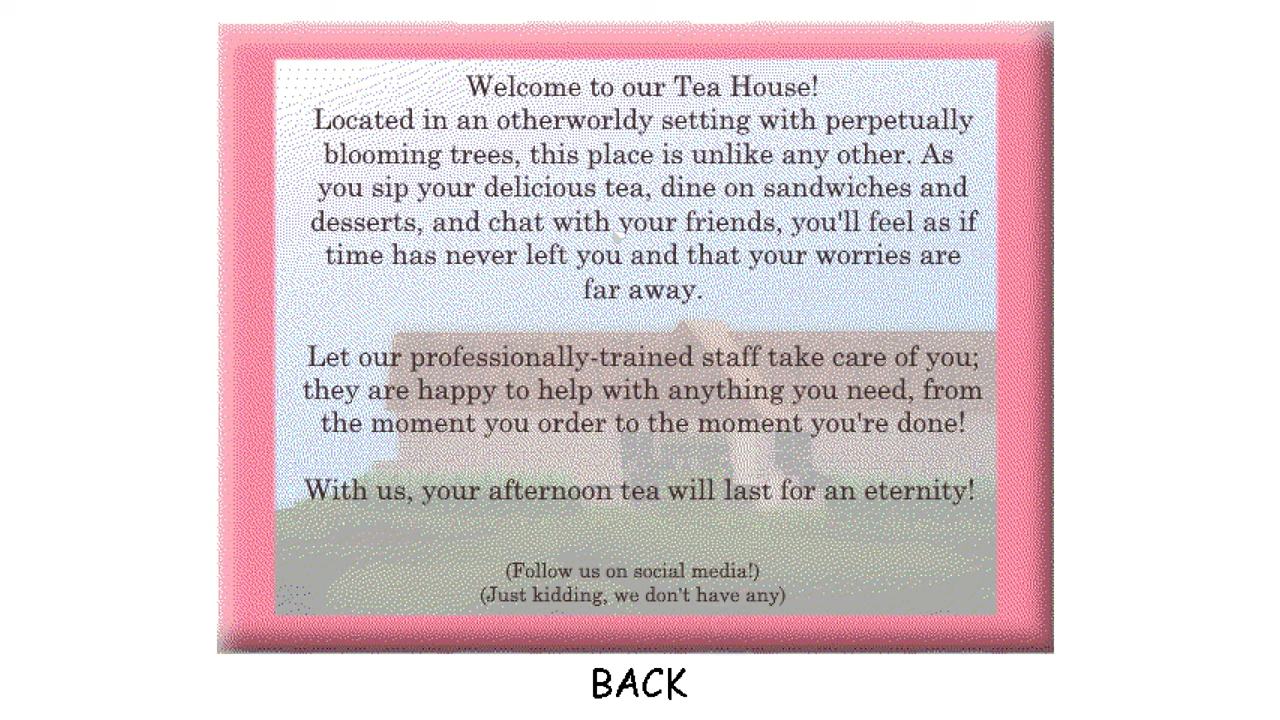 Welcome to our Tea House!
Located in an otherworldly setting with perpetually
blooming trees, this place is unlike any other. As
you sip your delicious tea, dine on sandwiches and
desserts, and chat with your friends, you'll feel as if
time has never left you and that your worries are
far away.
Let our professionally-trained staff take care of you;
they are happy to help with anything you need, from
the moment you order to the moment you're done!
With us, your afternoon tea will last for an eternity!
(Follow us on social media!)
(Just kidding, we don't have any)
BACK